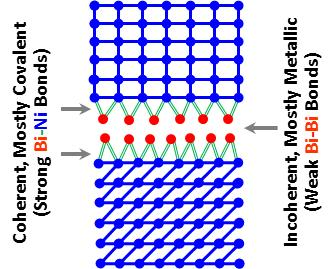 Coherent, Mostly Covalent
(Strong Bi-Ni Bonds)
Incoherent, Mostly Metallic
(Weak Bi-Bi Bonds)